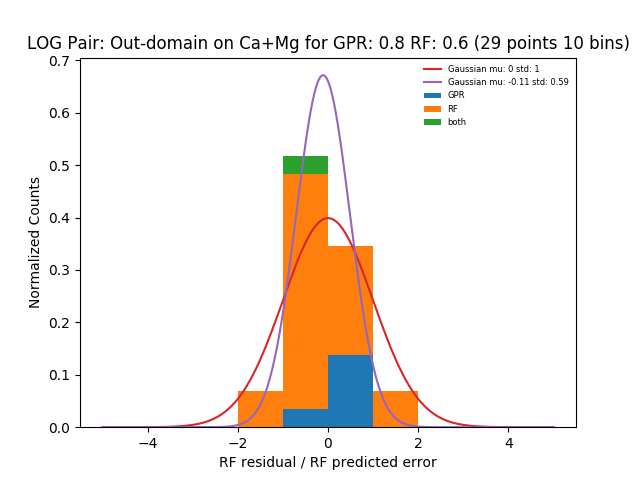 LOG Pair: Out-domain on Ca+Mg for GPR: 0.8 RF: 0.6 (29 points 10 bins)
Gaussian mu: 0 std: 1
Gaussian mu: -0.11 std: 0.59
GPR
RF
both
Normalized Counts
0.7
0.6
0.5
0.4
0.3
0.2
0.1
0.0
−4 −2 0 2 4
RF residual / RF predicted error